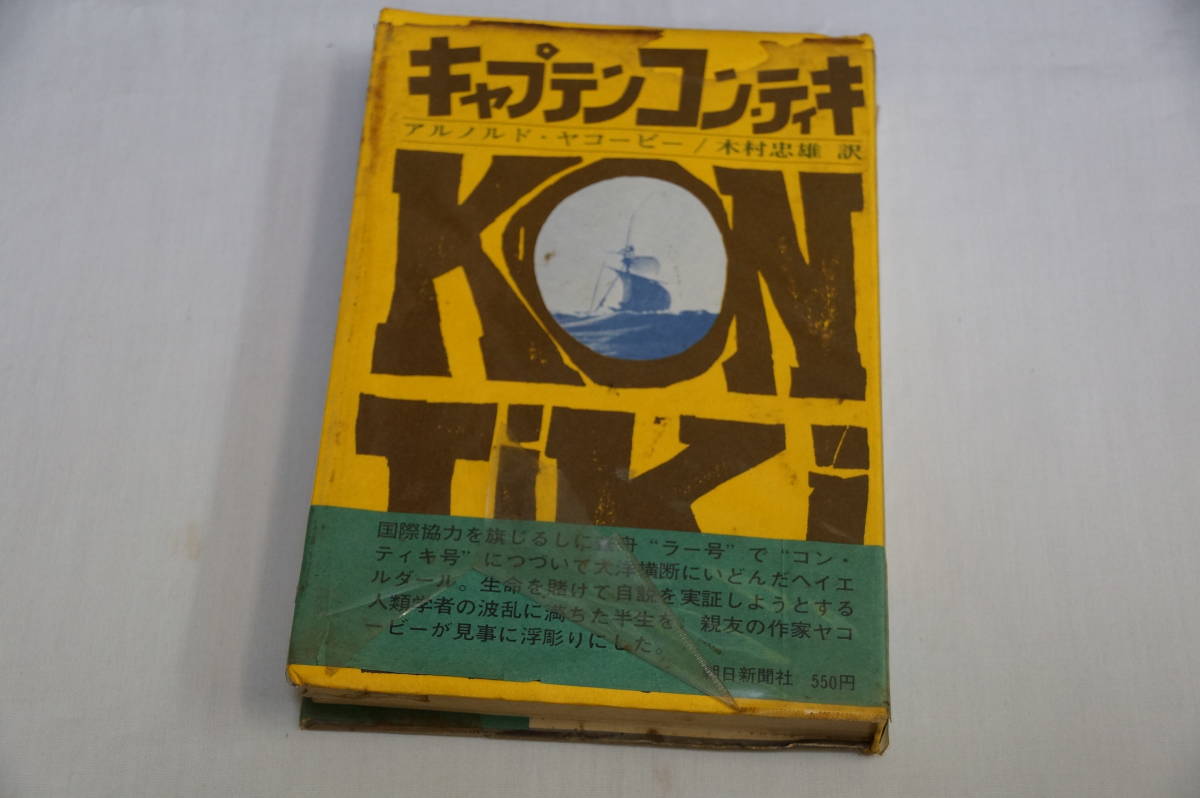 キャプテンコン・ティキ
アルノルド・ヤコービー/木村忠雄 訳
KON
TiKi
国際協力を旗じるしに 舟“ラー号”で“コン・
ティキ号”につづいて大洋横断にいどんだヘイエ
ルダール。生命を賭けて自説を実証しようとする
人類学者の波乱に満ちた半生を、親友の作家ヤコ
ービーが見事に浮彫りにした。
朝日新聞社 550円